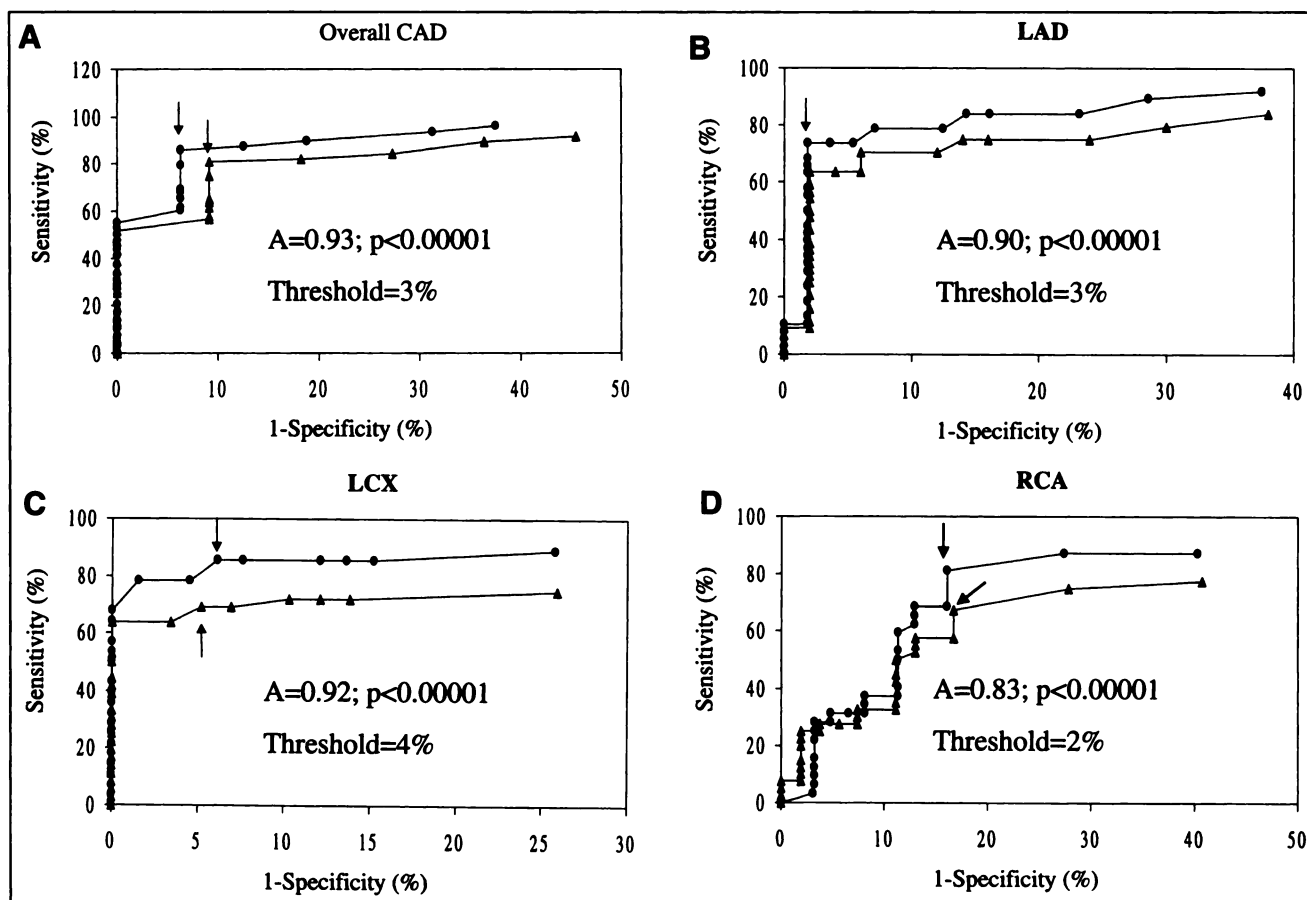 A
Overall CAD
120
100
80
60
40
20
0
Sensitivity (%)
A=0.93; p<0.00001
Threshold=3%
0 10 20 30 40 50
1-Specificity (%)
B
LAD
100
80
60
40
20
0
Sensitivity (%)
A=0.90; p<0.00001
Threshold=3%
0 10 20 30 40
1-Specificity (%)
C
LCX
100
80
60
40
20
0
Sensitivity (%)
A=0.92; p<0.00001
Threshold=4%
0 5 10 15 20 25 30
1-Specificity (%)
D
RCA
100
80
60
40
20
0
Sensitivity (%)
A=0.83; p<0.00001
Threshold=2%
0 10 20 30 40 50
1-Specificity (%)